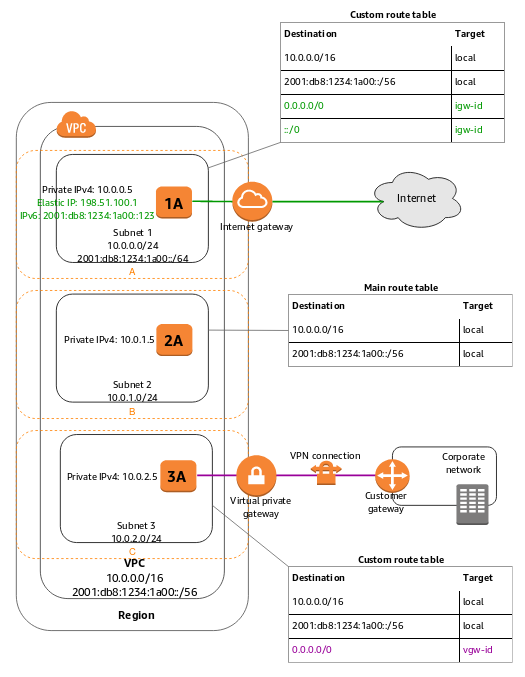 Custom route table
Destination Target
10.0.0.0/16 local
2001:db8:1234:1a00::/56 local
0.0.0.0/0 igw-id
::/0 igw-id
VPC
Private IPv4: 10.0.0.5
Elastic IP: 198.51.100.1
IPv6: 2001:db8:1234:1a00::123
1A
Subnet 1
10.0.0.0/24
2001:db8:1234:1a00::/64
A
Internet gateway
Internet
Main route table
Destination Target
10.0.0.0/16 local
2001:db8:1234:1a00::/56 local
Private IPv4: 10.0.1.5
2A
Subnet 2
10.0.1.0/24
B
Private IPv4: 10.0.2.5
3A
Subnet 3
10.0.2.0/24
C
Virtual private
gateway
VPN connection
Customer
gateway
Corporate
network
VPC
10.0.0.0/16
2001:db8:1234:1a00::/56
Region
Custom route table
Destination Target
10.0.0.0/16 local
2001:db8:1234:1a00::/56 local
0.0.0.0/0 vgw-id